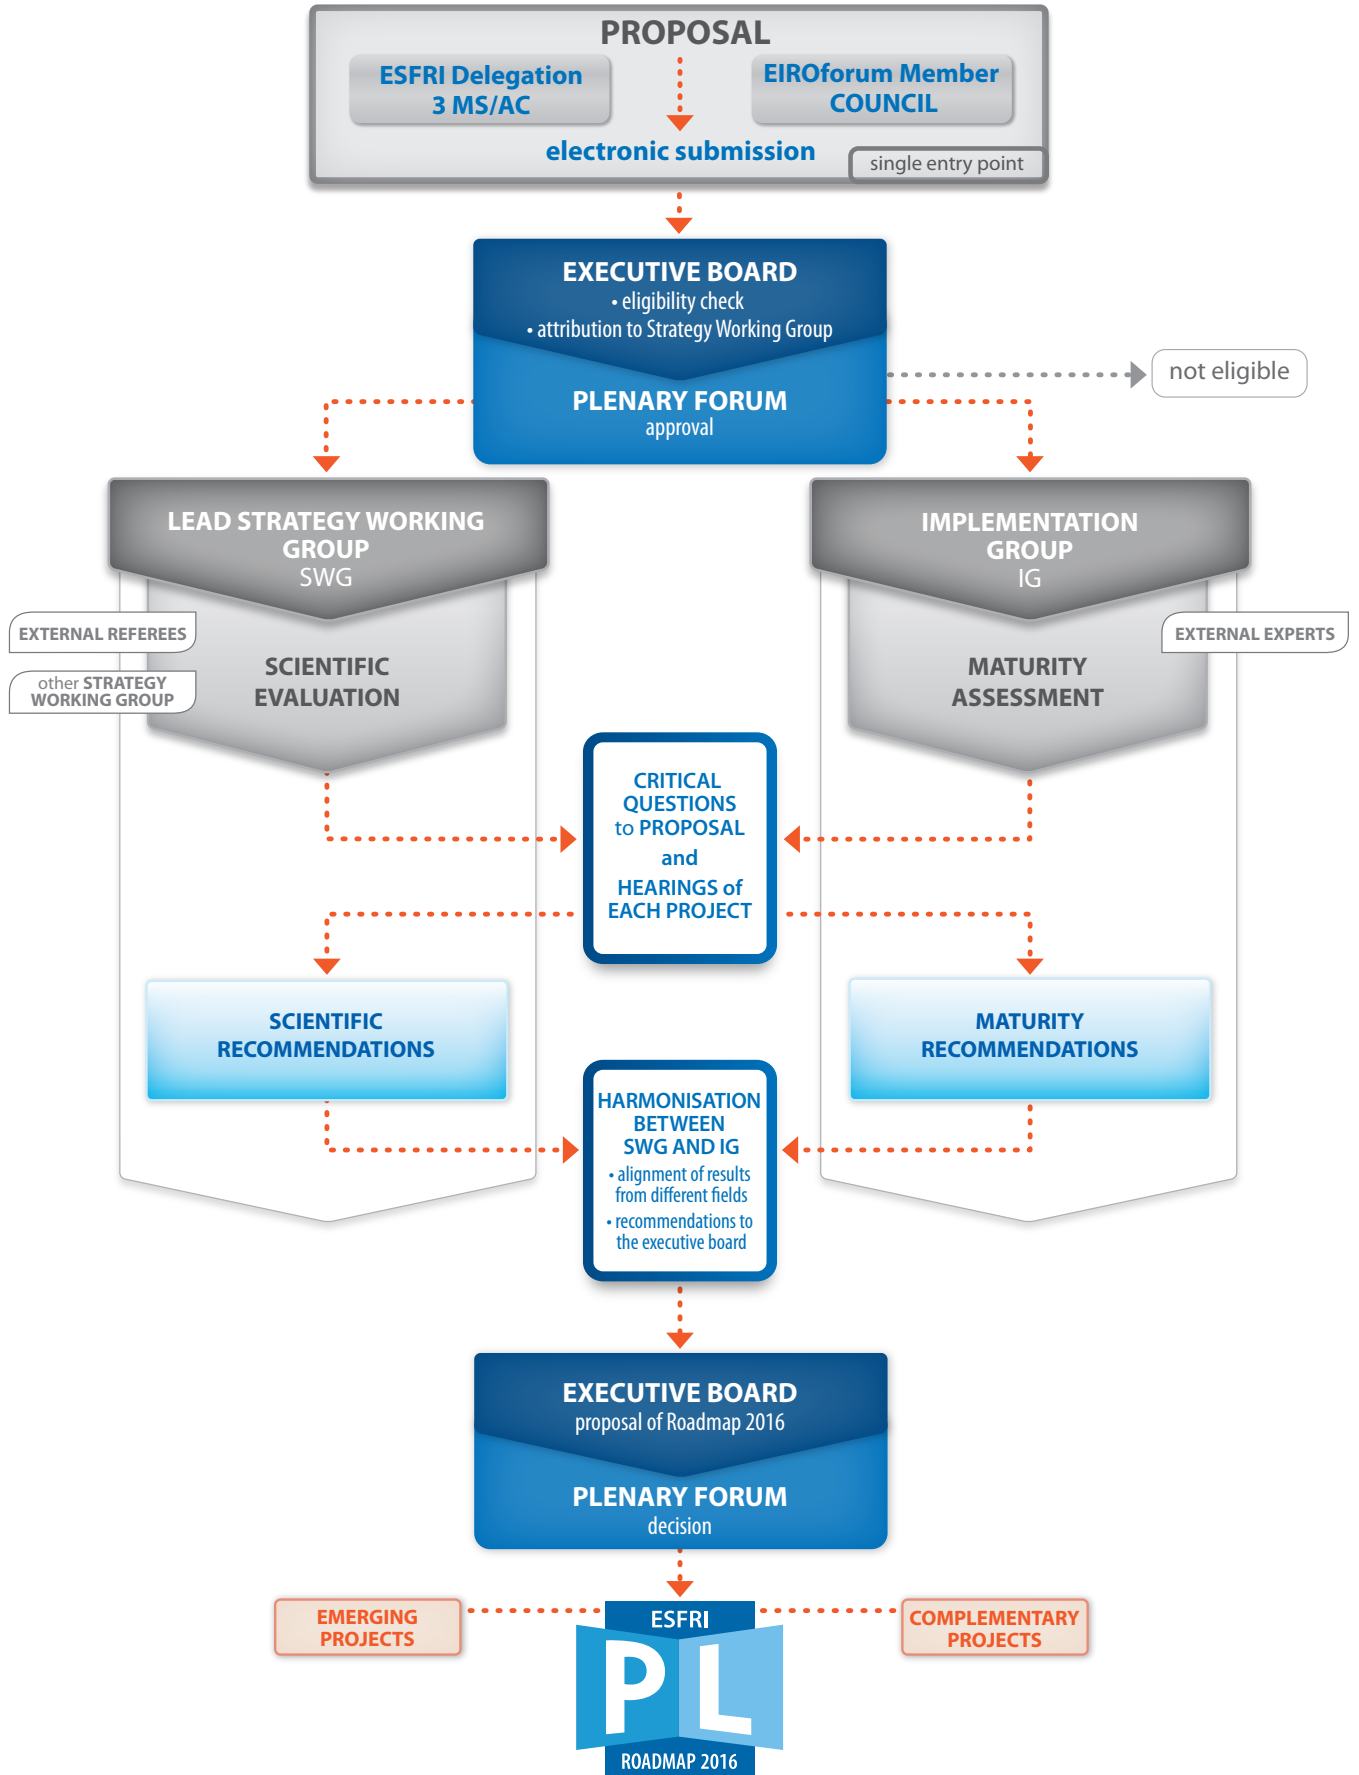 PROPOSAL
ESFRI Delegation
3 MS/AC
EIROforum Member
COUNCIL
electronic submission
single entry point
EXECUTIVE BOARD
• eligibility check
• attribution to Strategy Working Group
not eligible
PLENARY FORUM
approval
LEAD STRATEGY WORKING
GROUP
SWG
IMPLEMENTATION
GROUP
IG
EXTERNAL REFEREES
other STRATEGY
WORKING GROUP
SCIENTIFIC
EVALUATION
MATURITY
ASSESSMENT
EXTERNAL EXPERTS
CRITICAL
QUESTIONS
to PROPOSAL
and
HEARINGS of
EACH PROJECT
SCIENTIFIC
RECOMMENDATIONS
MATURITY
RECOMMENDATIONS
HARMONISATION
BETWEEN
SWG AND IG
• alignment of results
from different fields
• recommendations to
the executive board
EXECUTIVE BOARD
proposal of Roadmap 2016
PLENARY FORUM
decision
EMERGING
PROJECTS
ESFRI
P L
ROADMAP 2016
COMPLEMENTARY
PROJECTS